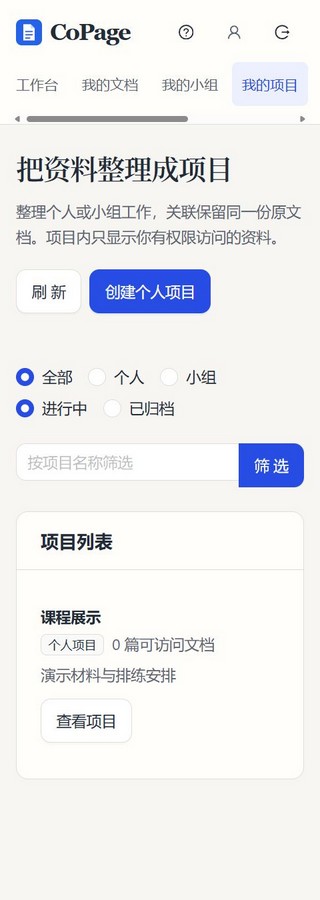 CoPage
工作台 我的文档 我的小组 我的项目
把资料整理成项目
整理个人或小组工作，关联保留同一份原文
档。项目内只显示你有权限访问的资料。
刷 新 创建个人项目
全部 个人 小组
进行中 已归档
按项目名称筛选 筛 选
项目列表
课程展示
个人项目 0 篇可访问文档
演示材料与排练安排
查看项目